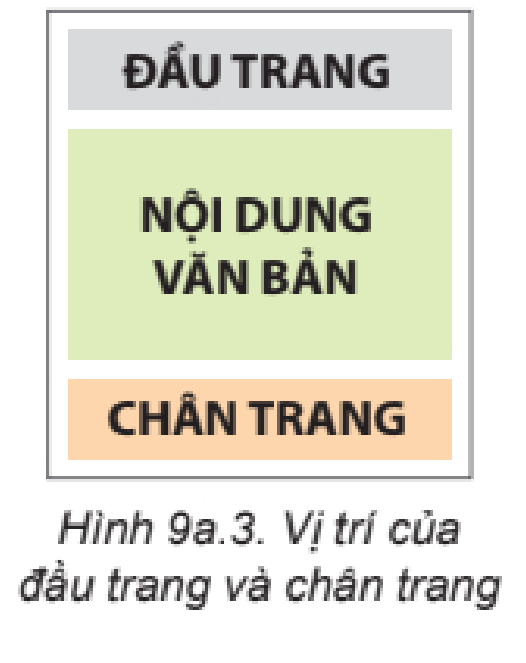 ĐẦU TRANG
NỘI DUNG
VĂN BẢN
CHÂN TRANG
Hình 9a.3. Vị trí của
đầu trang và chân trang